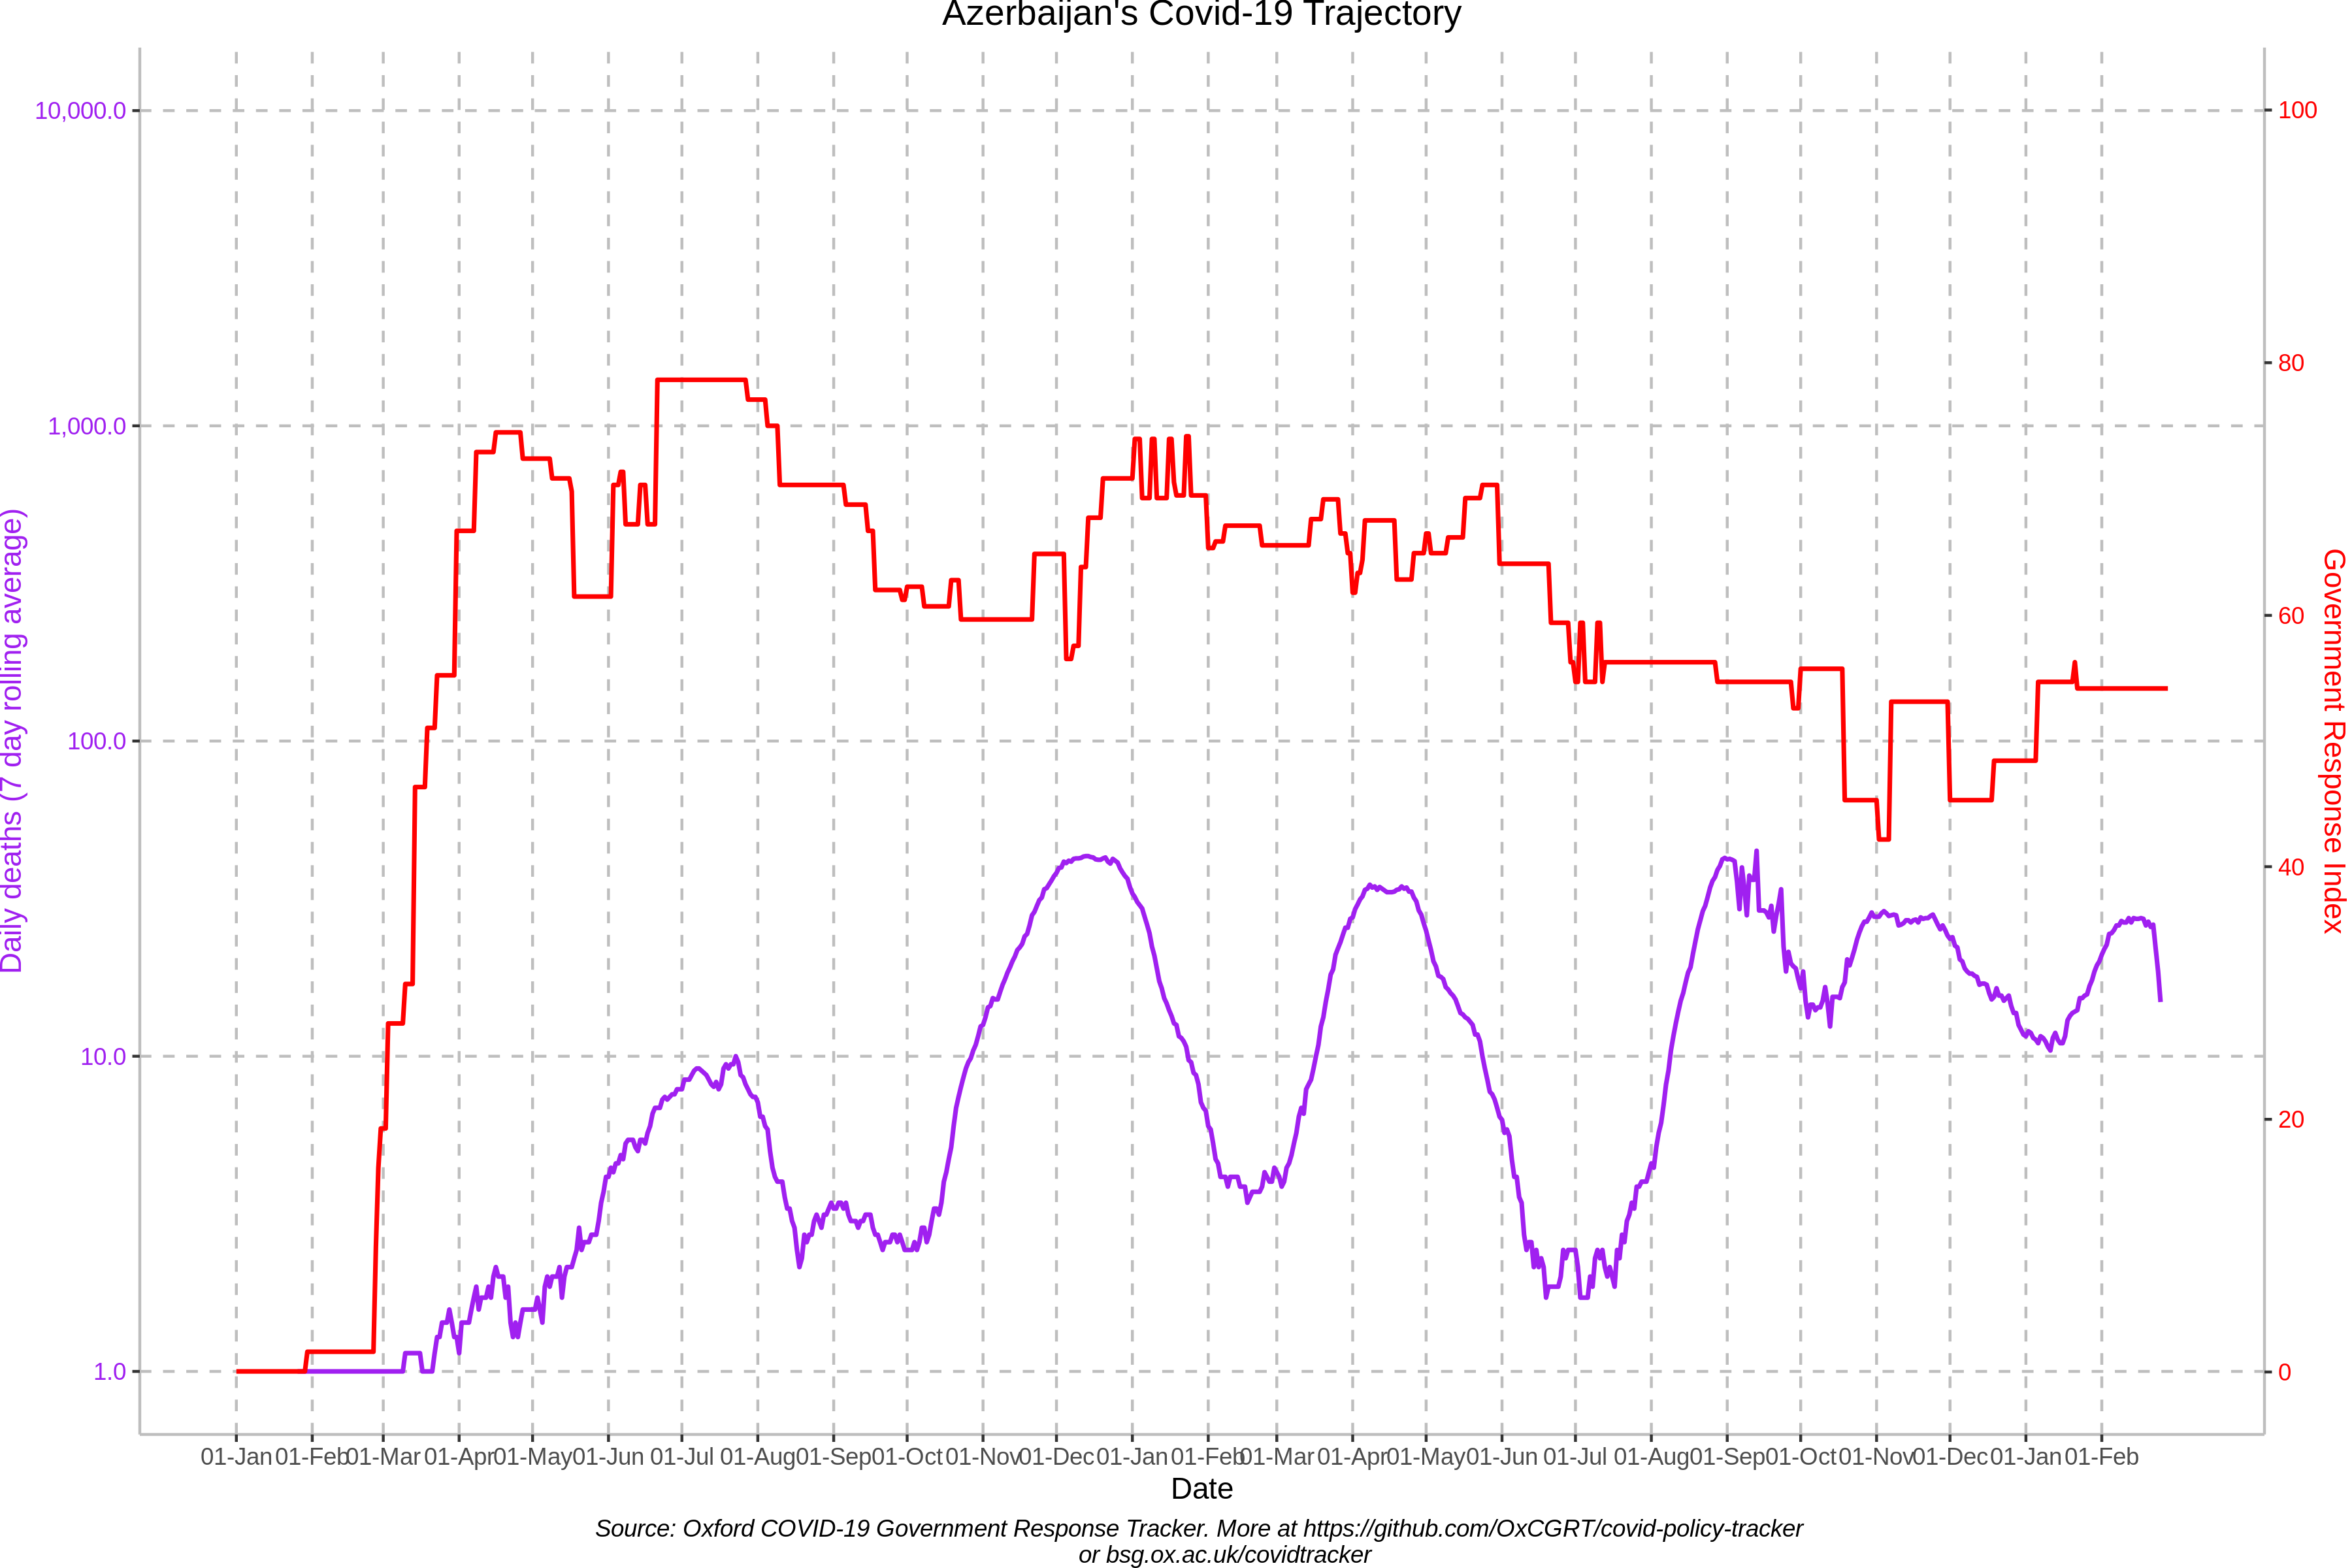 Azerbaijan's Covid-19 Trajectory
10,000.0
1,000.0
100.0
10.0
1.0
Daily deaths (7 day rolling average)
100
80
60
40
20
0
Government Response Index
01-Jan 01-Feb 01-Mar 01-Apr 01-May 01-Jun 01-Jul 01-Aug 01-Sep 01-Oct 01-Nov 01-Dec 01-Jan 01-Feb 01-Mar 01-Apr 01-May 01-Jun 01-Jul 01-Aug 01-Sep 01-Oct 01-Nov 01-Dec 01-Jan 01-Feb
Date
Source: Oxford COVID-19 Government Response Tracker. More at https://github.com/OxCGRT/covid-policy-tracker
or bsg.ox.ac.uk/covidtracker